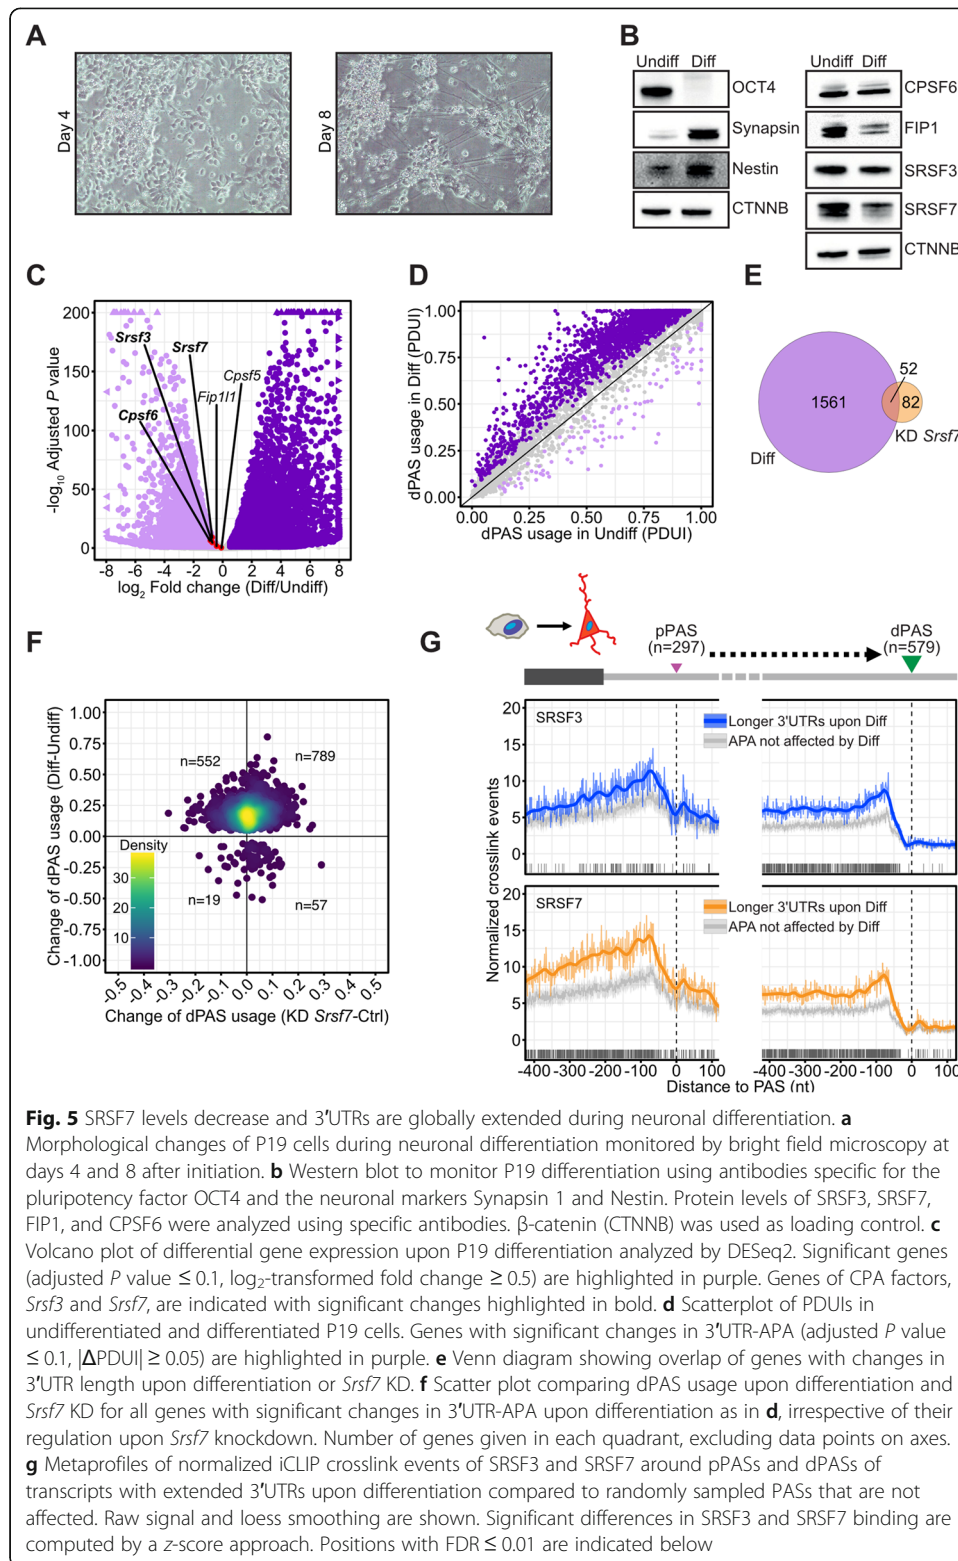 A
Day 4
Day 8
B
Undiff Diff
OCT4
Synapsin
Nestin
CTNNB
Undiff Diff
CPSF6
FIP1
SRSF3
SRSF7
CTNNB
C
-log10 Adjusted P value
200
150
100
50
0
Srsf3
Srsf7
Cpsf5
Fip1l1
Cpsf6
-8 -6 -4 -2 0 2 4 6 8
log2 Fold change (Diff/Undiff)
D
dPAS usage in Diff (PDUI)
1.00
0.75
0.50
0.25
0.00
0.00 0.25 0.50 0.75 1.00
dPAS usage in Undiff (PDUI)
E
52
1561
82
KD Srsf7
Diff
F
Change of dPAS usage (Diff-Undiff)
1.00
0.75
0.50
0.25
0.00
-0.25
-0.50
-0.75
-1.00
n=552
n=789
Density
30
20
10
n=19
n=57
-0.5 -0.4 -0.3 -0.2 -0.1 0.0 0.1 0.2 0.3 0.4 0.5
Change of dPAS usage (KD Srsf7-Ctrl)
G
pPAS
(n=297)
dPAS
(n=579)
Normalized crosslink events
20
15
10
5
0
SRSF3
Longer 3'UTRs upon Diff
APA not affected by Diff
20
15
10
5
0
SRSF7
Longer 3'UTRs upon Diff
APA not affected by Diff
-400 -300 -200 -100 0 100
-400 -300 -200 -100 0 100
Distance to PAS (nt)
Fig. 5 SRSF7 levels decrease and 3′UTRs are globally extended during neuronal differentiation. a
Morphological changes of P19 cells during neuronal differentiation monitored by bright field microscopy at
days 4 and 8 after initiation. b Western blot to monitor P19 differentiation using antibodies specific for the
pluripotency factor OCT4 and the neuronal markers Synapsin 1 and Nestin. Protein levels of SRSF3, SRSF7,
FIP1, and CPSF6 were analyzed using specific antibodies. β-catenin (CTNNB) was used as loading control. c
Volcano plot of differential gene expression upon P19 differentiation analyzed by DESeq2. Significant genes
(adjusted P value ≤ 0.1, log2-transformed fold change ≥ 0.5) are highlighted in purple. Genes of CPA factors,
Srsf3 and Srsf7, are indicated with significant changes highlighted in bold. d Scatterplot of PDUIs in
undifferentiated and differentiated P19 cells. Genes with significant changes in 3′UTR-APA (adjusted P value
≤ 0.1, |ΔPDUI| ≥ 0.05) are highlighted in purple. e Venn diagram showing overlap of genes with changes in
3′UTR length upon differentiation or Srsf7 KD. f Scatter plot comparing dPAS usage upon differentiation and
Srsf7 KD for all genes with significant changes in 3′UTR-APA upon differentiation as in d, irrespective of their
regulation upon Srsf7 knockdown. Number of genes given in each quadrant, excluding data points on axes.
g Metaprofiles of normalized iCLIP crosslink events of SRSF3 and SRSF7 around pPASs and dPASs of
transcripts with extended 3′UTRs upon differentiation compared to randomly sampled PASs that are not
affected. Raw signal and loess smoothing are shown. Significant differences in SRSF3 and SRSF7 binding are
computed by a z-score approach. Positions with FDR ≤ 0.01 are indicated below